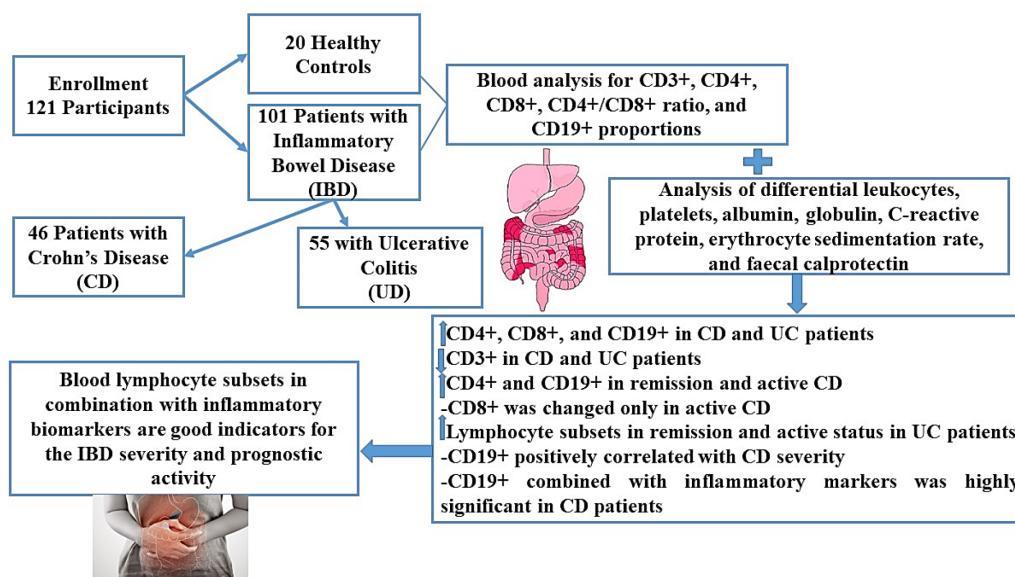 Enrollment
121 Participants
20 Healthy
Controls
101 Patients with
Inflammatory
Bowel Disease
(IBD)
46 Patients with
Crohn’s Disease
(CD)
55 with Ulcerative
Colitis
(UD)
Blood analysis for CD3+, CD4+,
CD8+, CD4+/CD8+ ratio, and
CD19+ proportions
Analysis of differential leukocytes,
platelets, albumin, globulin, C-reactive
protein, erythrocyte sedimentation rate,
and faecal calprotectin
CD4+, CD8+, and CD19+ in CD and UC patients
CD3+ in CD and UC patients
CD4+ and CD19+ in remission and active CD
-CD8+ was changed only in active CD
Lymphocyte subsets in remission and active status in UC patients
-CD19+ positively correlated with CD severity
-CD19+ combined with inflammatory markers was highly
significant in CD patients
Blood lymphocyte subsets in
combination with inflammatory
biomarkers are good indicators for
the IBD severity and prognostic
activity